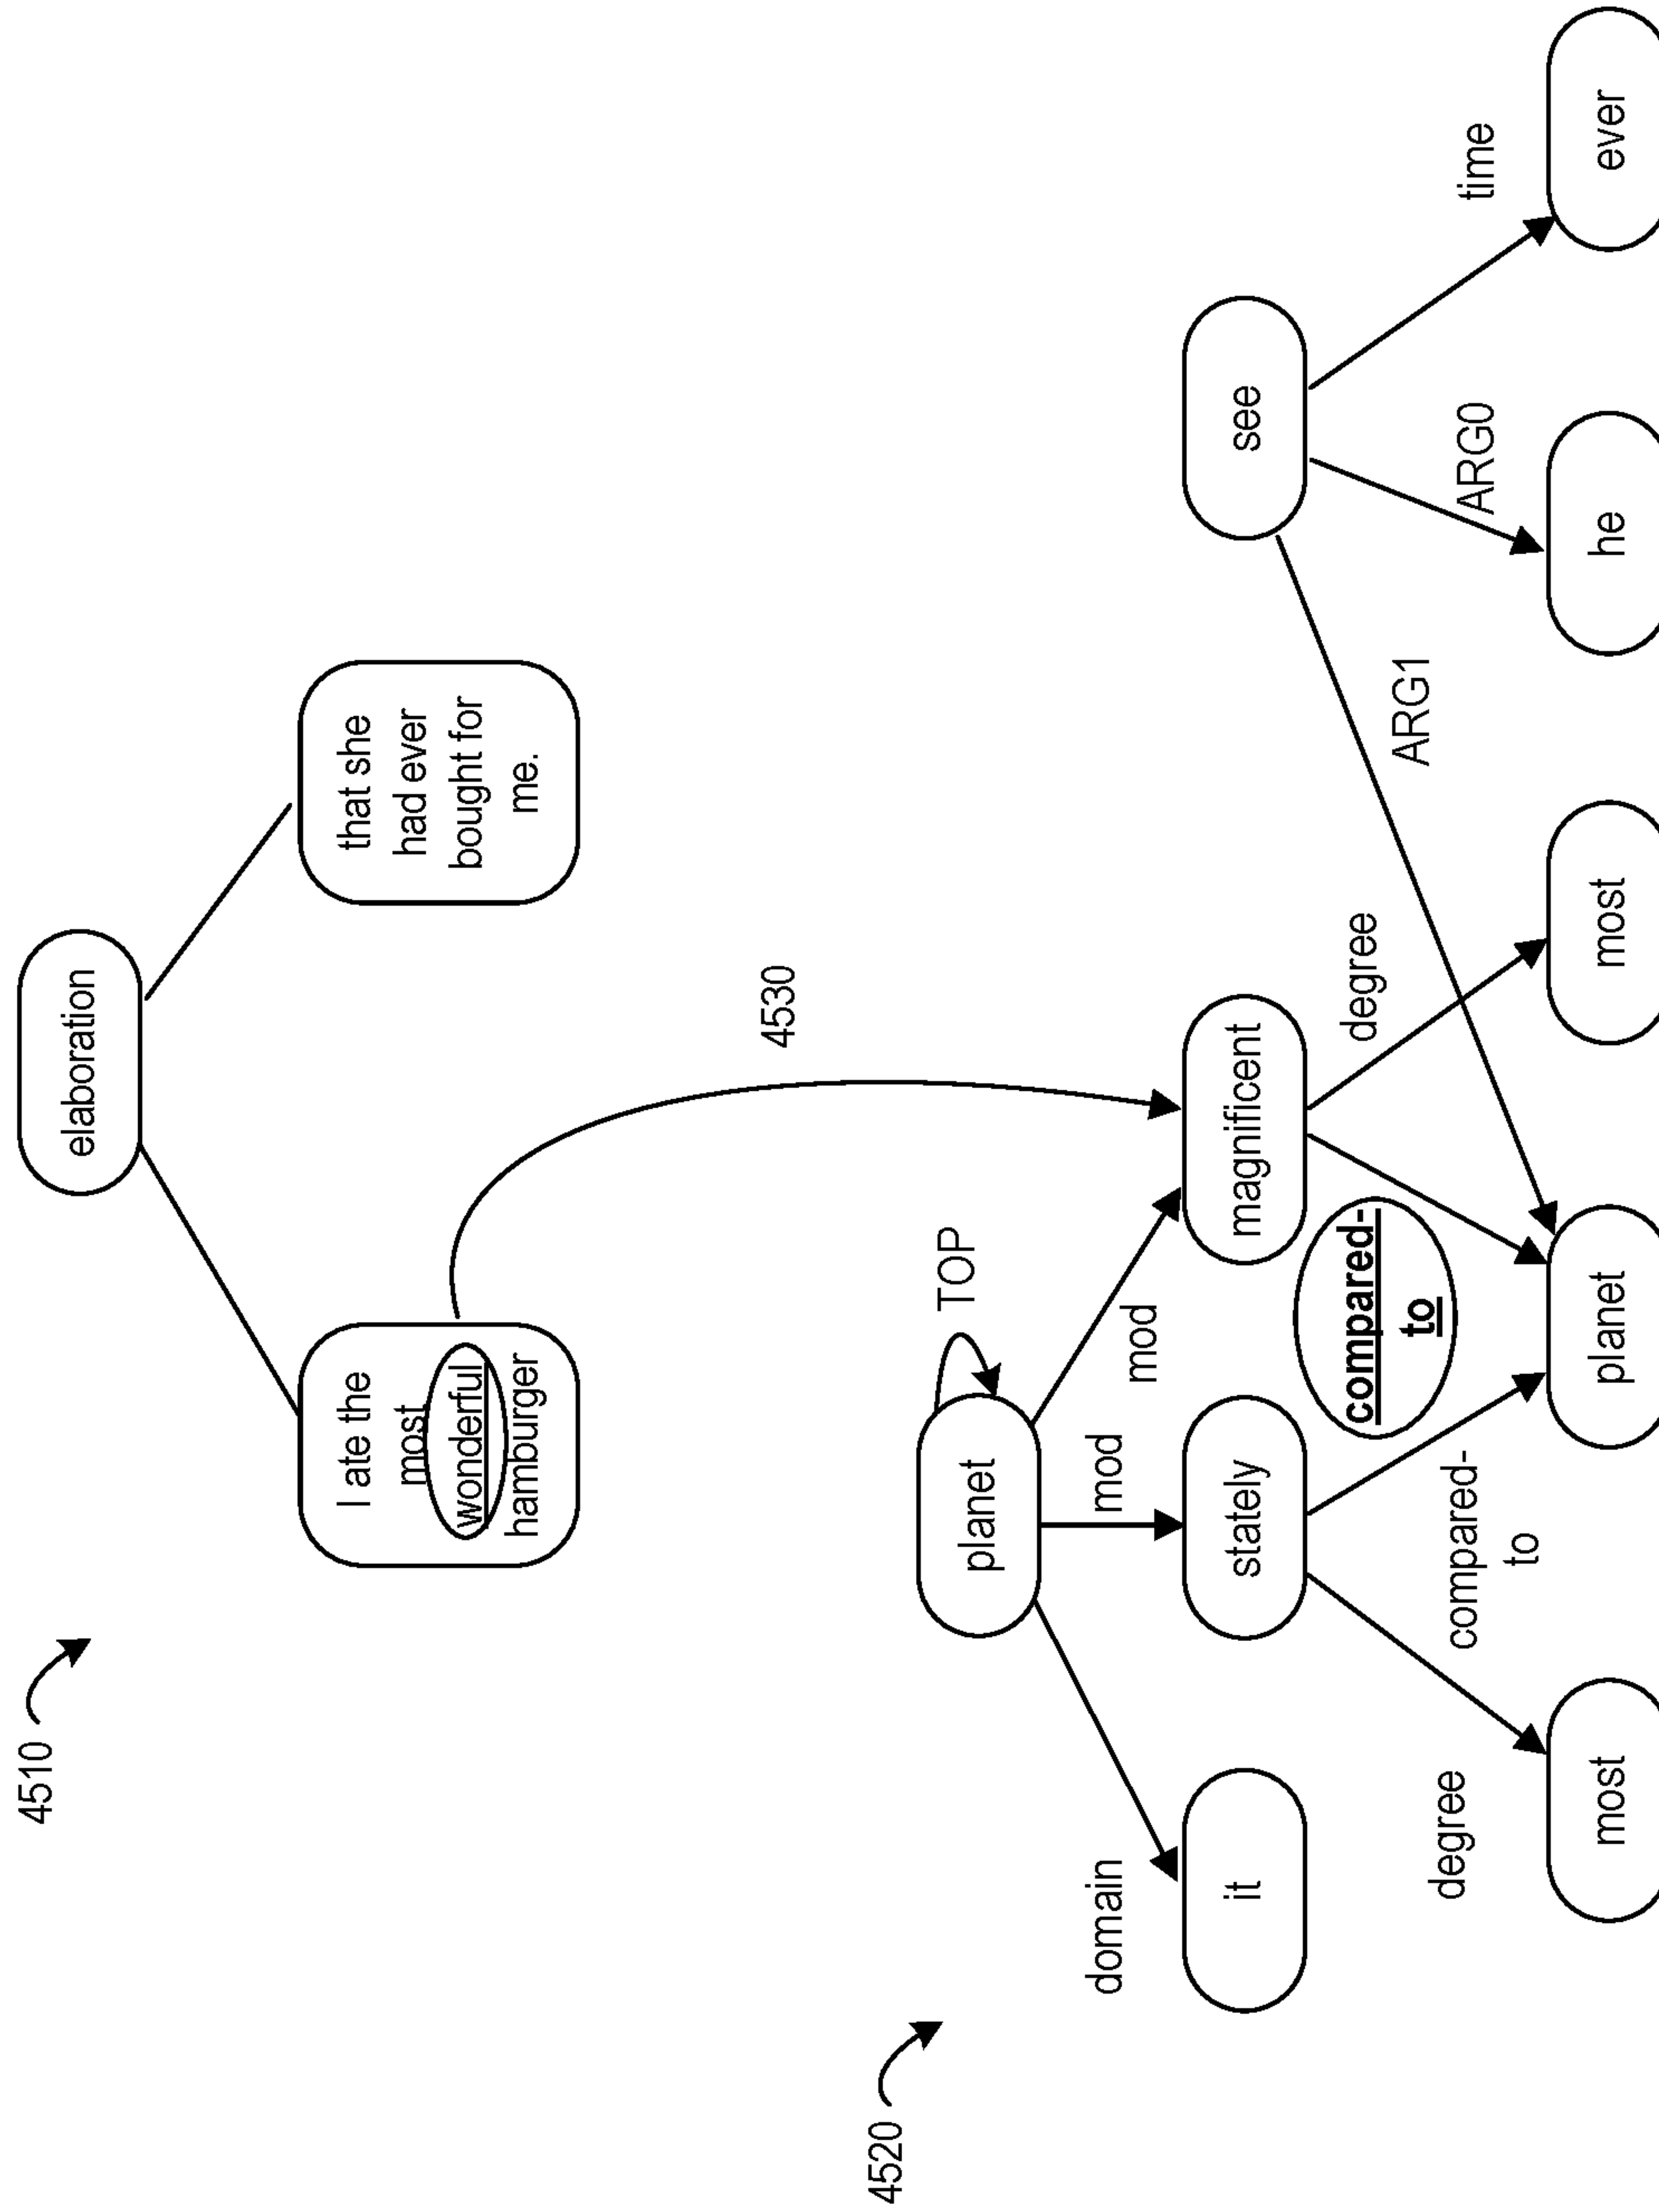 4510
elaboration
I ate the
most
wonderful
hamburger
that she
had ever
bought for
me.
4530
4520
TOP
planet
domain
mod
mod
it
stately
magnificent
see
degree
compared-
to
compared-
to
degree
ARG1
ARG0
time
most
planet
most
he
ever